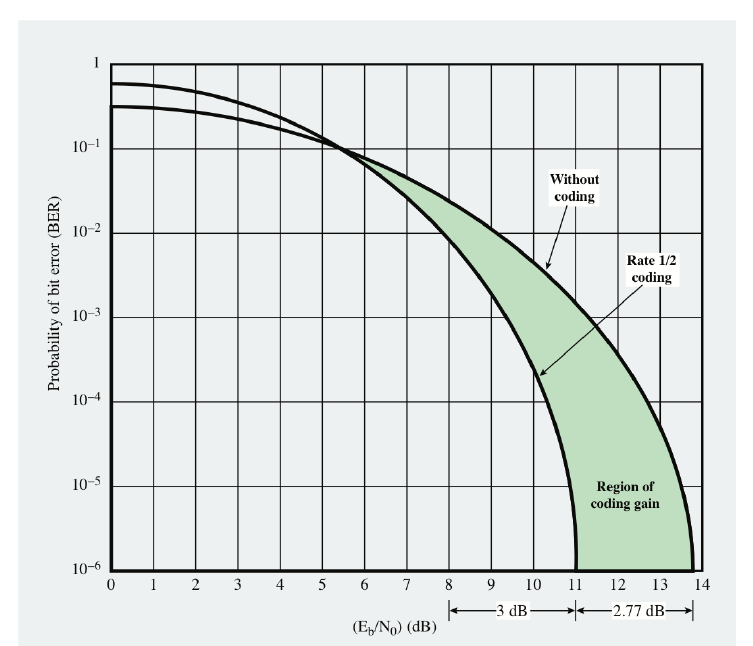 1
10⁻¹
10⁻²
10⁻³
10⁻⁴
10⁻⁵
10⁻⁶
Probability of bit error (BER)
Without
coding
Rate 1/2
coding
Region of
coding gain
0 1 2 3 4 5 6 7 8 9 10 11 12 13 14
3 dB 2.77 dB
(E_b/N_0) (dB)